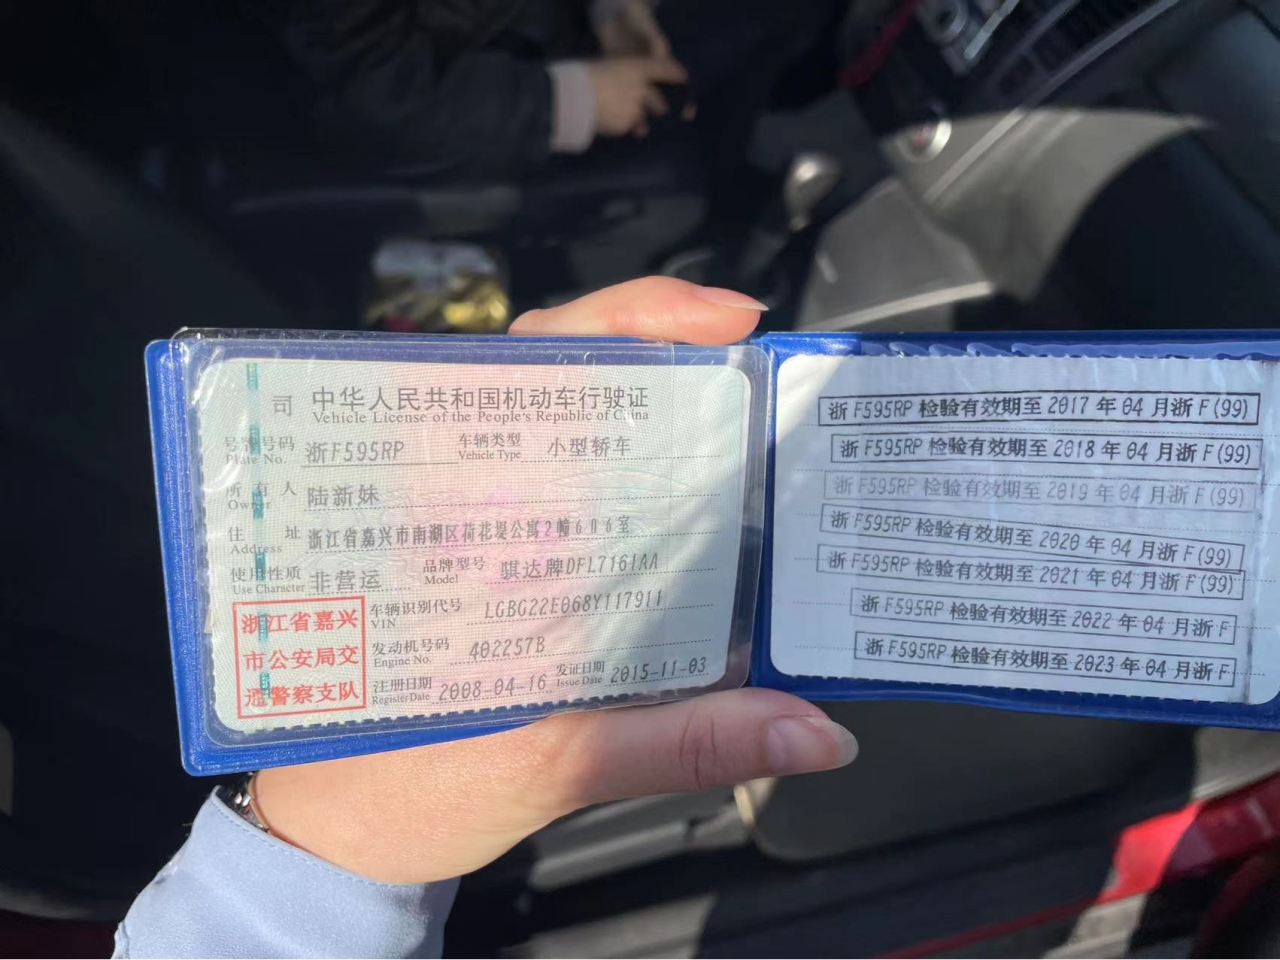 司 中华人民共和国机动车行驶证
Vehicle License of the People's Republic of China
号牌号码 浙F595RP 车辆类型 小型轿车
Plate No. Vehicle Type
所有人 陆新妹
Owner
住址 浙江省嘉兴市南湖区荷花堤公寓2幢606室
Address
使用性质 非营运 品牌型号 骐达牌DFL7161AA
Use Character Model
浙江省嘉兴
市公安局交
通警察支队
车辆识别代号 LGBG22E068Y117911
VIN
发动机号码 402257B
Engine No.
注册日期 2008-04-16 发证日期 2015-11-03
Register Date Issue Date
浙F595RP 检验有效期至2017年04月浙F(99)
浙F595RP 检验有效期至2018年04月浙F(99)
浙F595RP 检验有效期至2019年04月浙F(99)
浙F595RP 检验有效期至2020年04月浙F(99)
浙F595RP 检验有效期至2021年04月浙F(99)
浙F595RP 检验有效期至2022年04月浙F
浙F595RP 检验有效期至2023年04月浙F